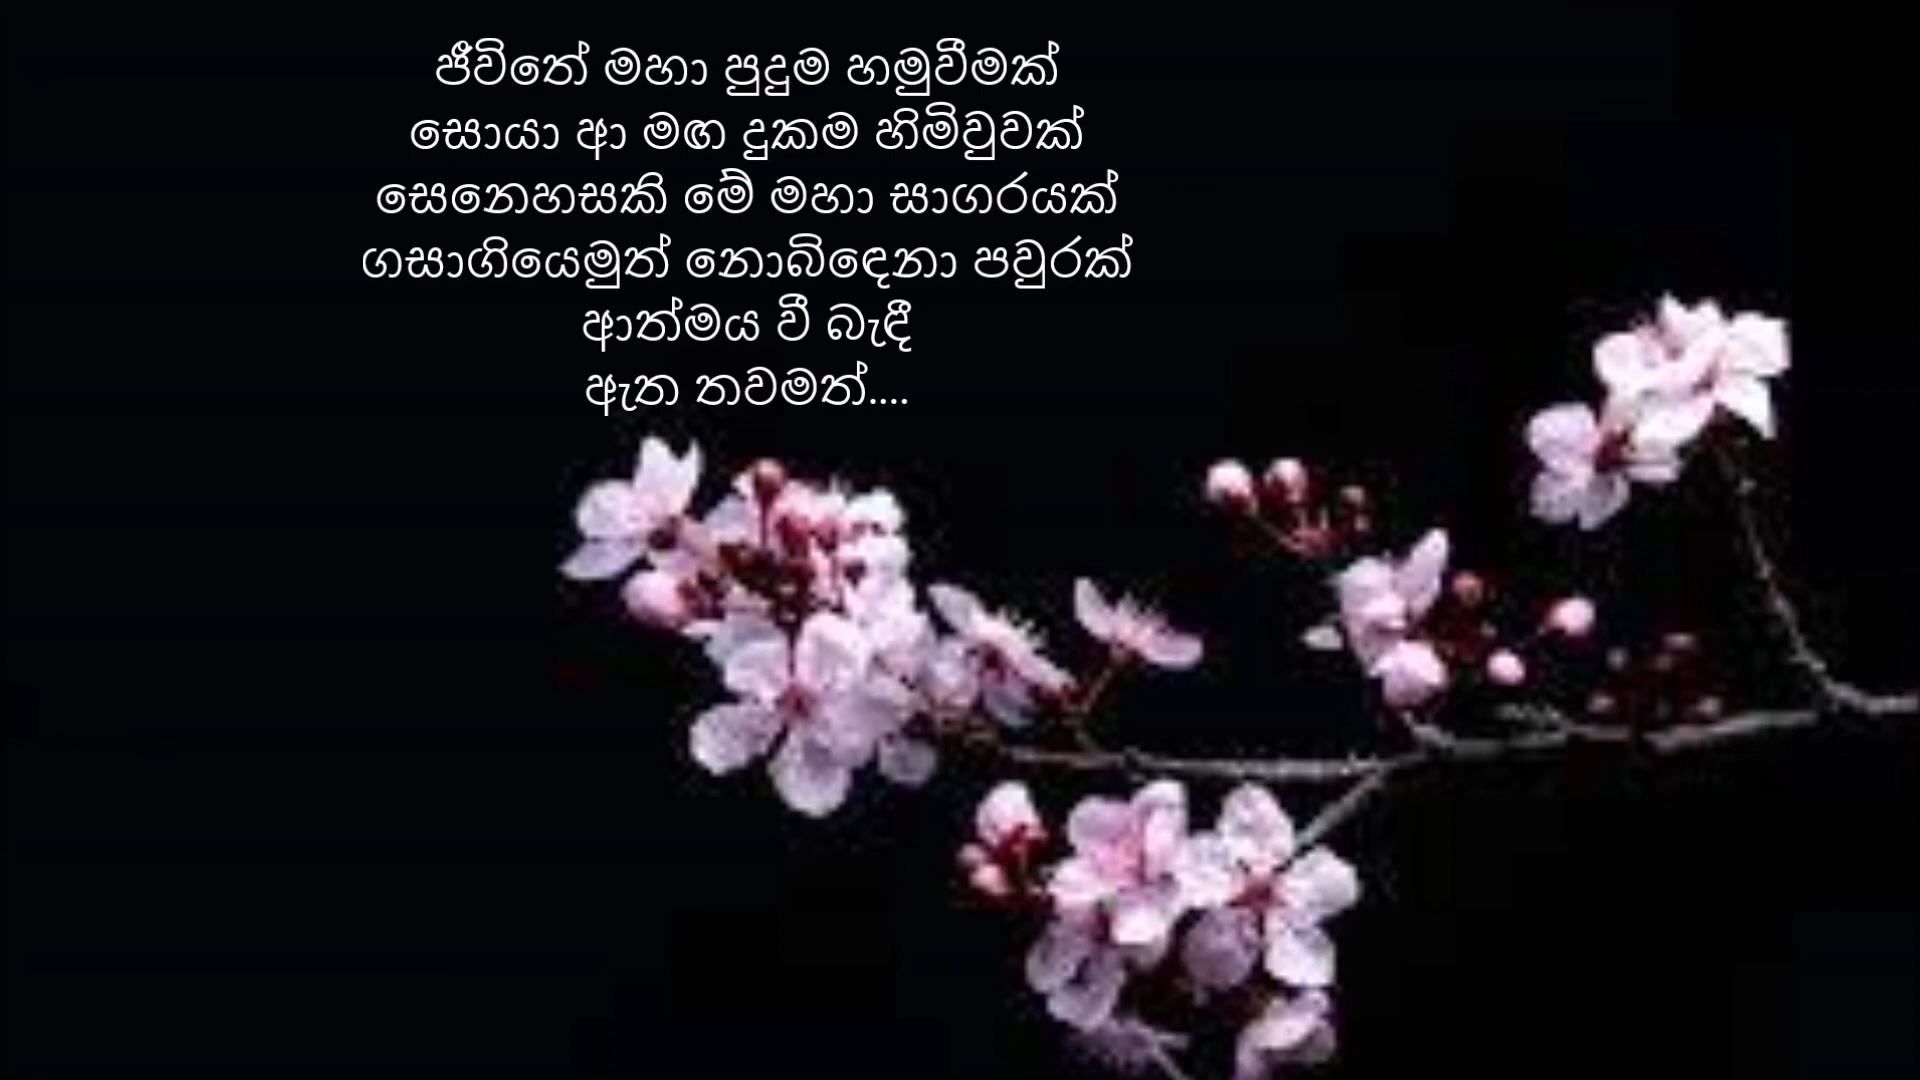 ජීවිතේ මහා පුදුම හමුවීමක්
සොයා ආ මඟ දුකම හිමිවුවක්
සෙනෙහසකි මේ මහා සාගරයක්
ගසාගියෙමුත් නොබිඳෙනා පවුරක්
ආත්මය වී බැඳී
ඇත තවමත්....